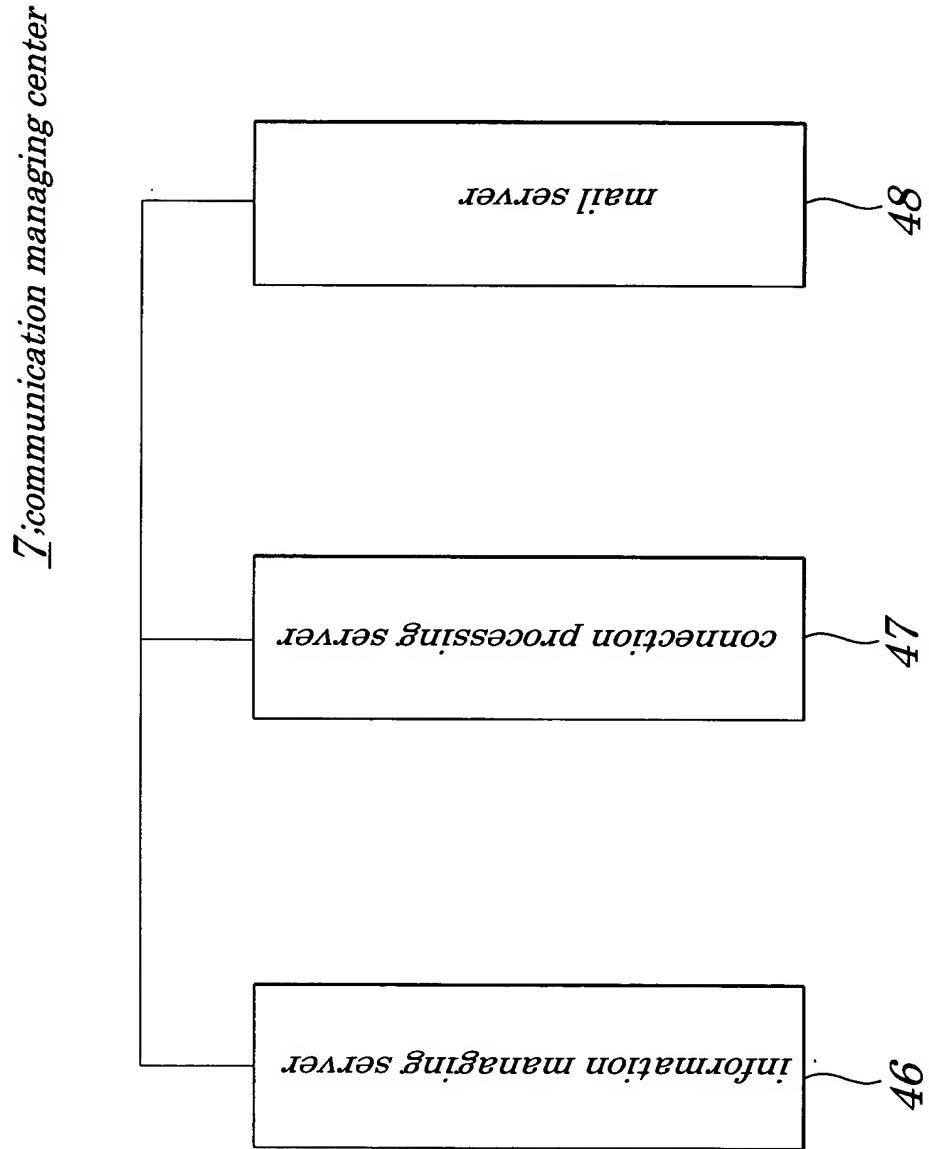 7;communication managing center
information managing server
46
connection processing server
47
mail server
48